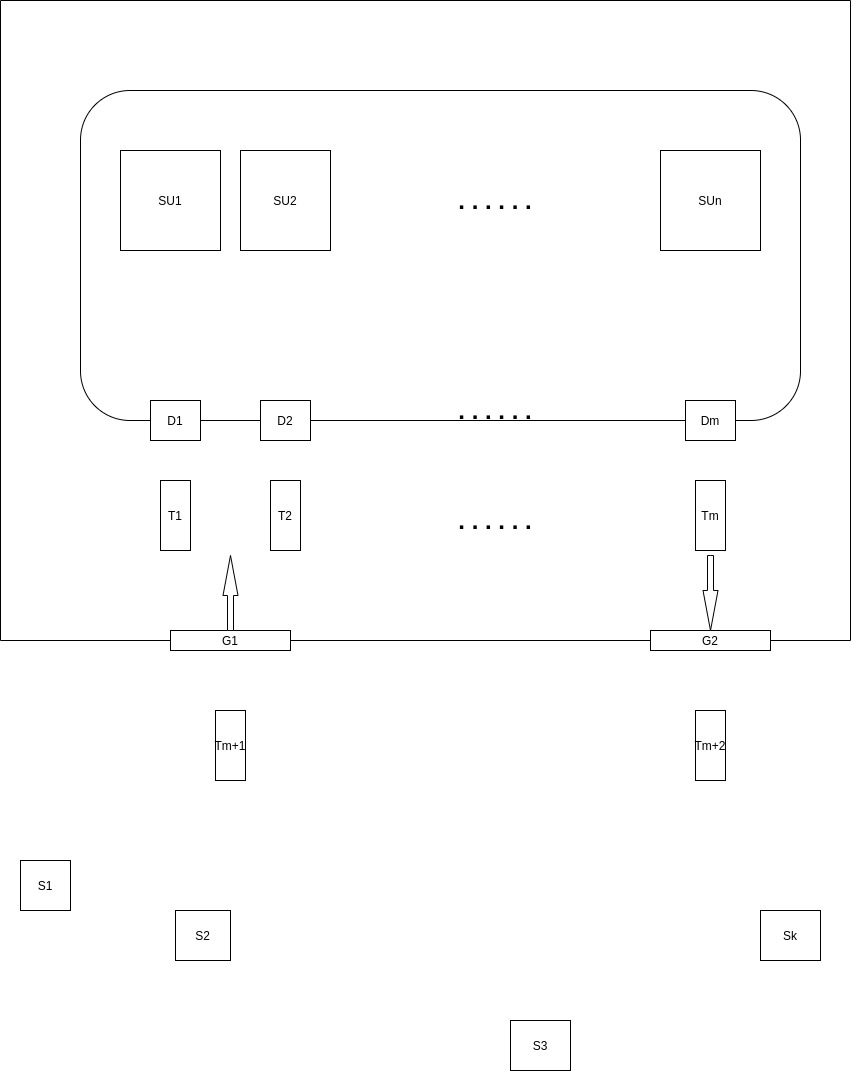 SU1
SU2
......
SUn
D1
D2
......
Dm
T1
T2
......
Tm
G1
G2
Tm+1
Tm+2
S1
S2
Sk
S3